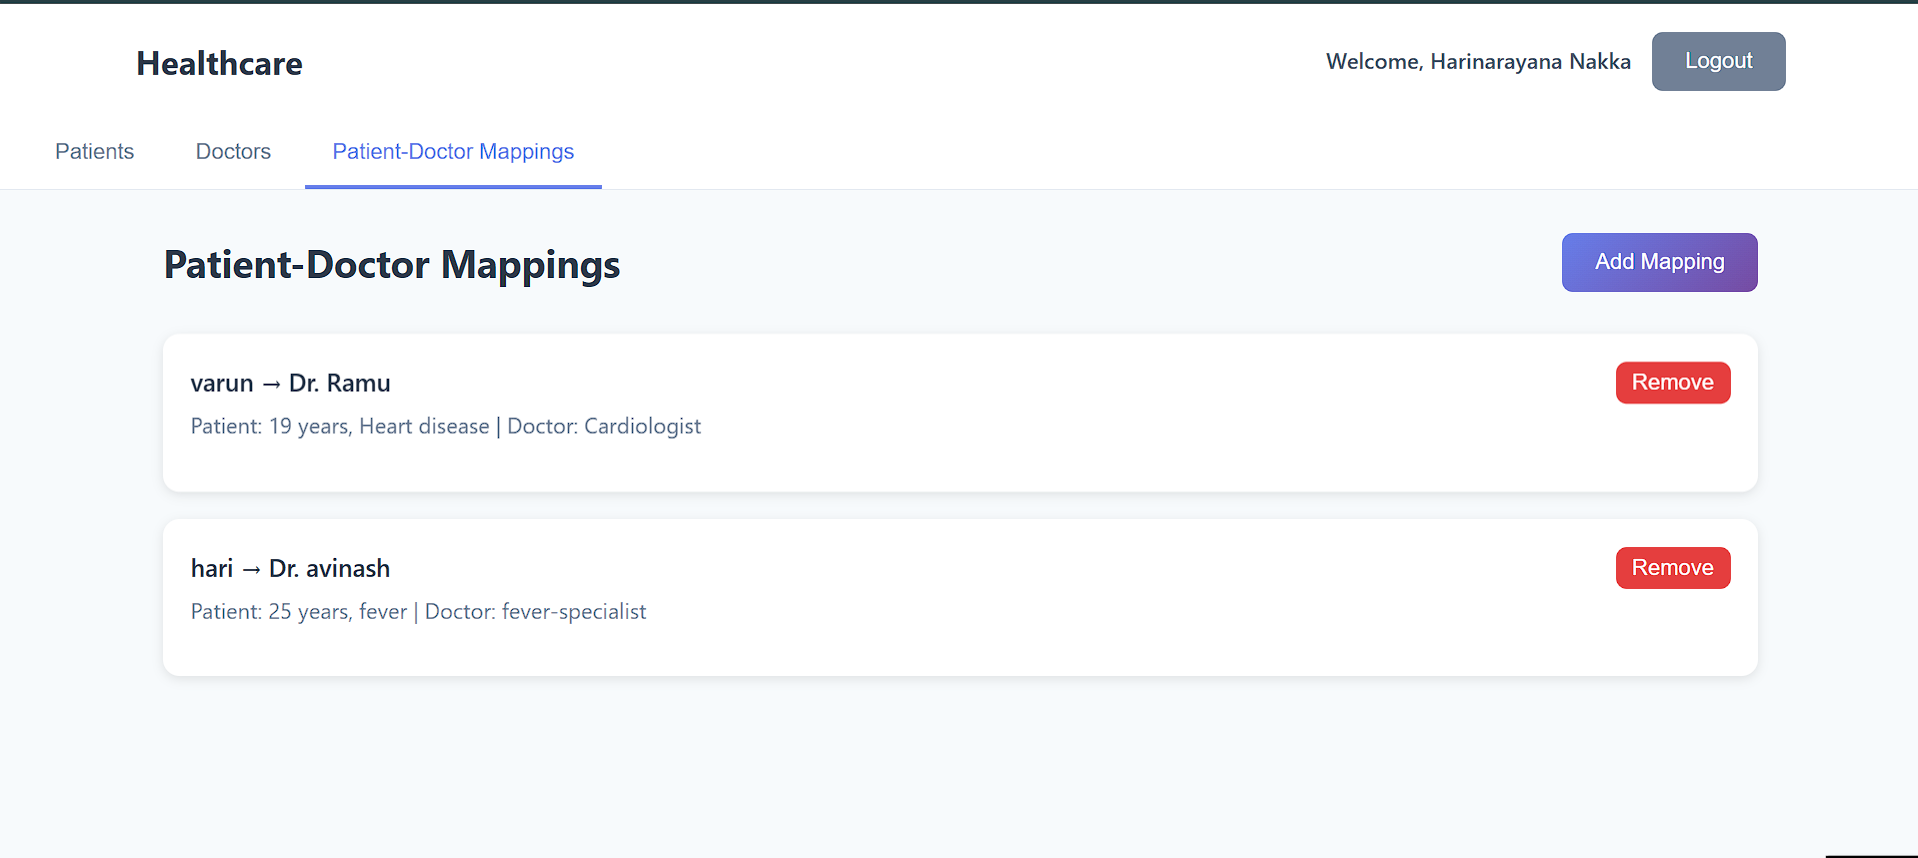 Healthcare
Welcome, Harinarayana Nakka
Logout
Patients
Doctors
Patient-Doctor Mappings
Patient-Doctor Mappings
Add Mapping
varun → Dr. Ramu
Remove
Patient: 19 years, Heart disease | Doctor: Cardiologist
hari → Dr. avinash
Remove
Patient: 25 years, fever | Doctor: fever-specialist